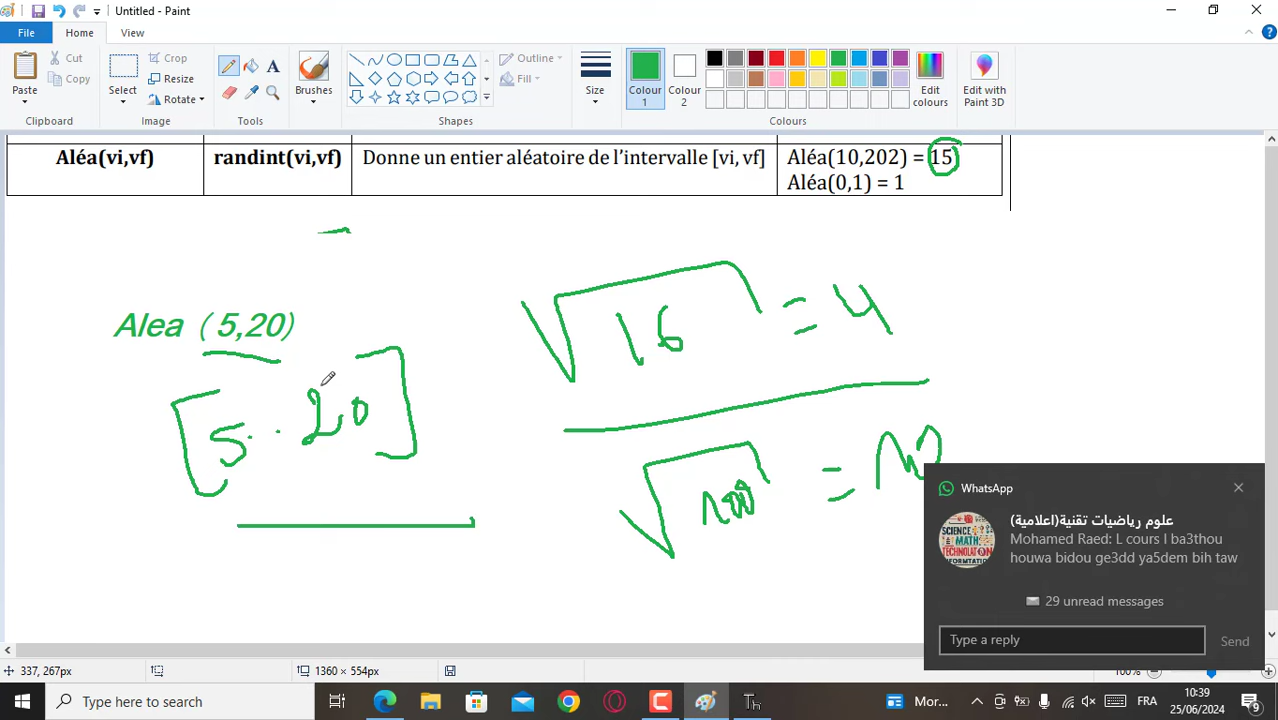 Untitled - Paint
File
Home
View
Paste
Cut
Copy
Clipboard
Select
Crop
Resize
Rotate
Image
Tools
Brushes
Shapes
Outline
Fill
Size
Colour 1
Colour 2
Edit colours
Edit with Paint 3D
Colours
Aléa(vi,vf)
randint(vi,vf)
Donne un entier aléatoire de l'intervalle [vi, vf]
Aléa(10,202) = 15
Aléa(0,1) = 1
Alea (5,20)
[5 . . 20]
√16 = 4
WhatsApp
علوم رياضيات تقنية(اعلامية)
Mohamed Raed: L cours l ba3thou
houwa bidou ge3dd ya5dem bih taw
29 unread messages
Type a reply
Send
SCIENCE
MATH
337, 267px
1360 × 554px
100%
Type here to search
Mor...
FRA
10:39
25/06/2024
9